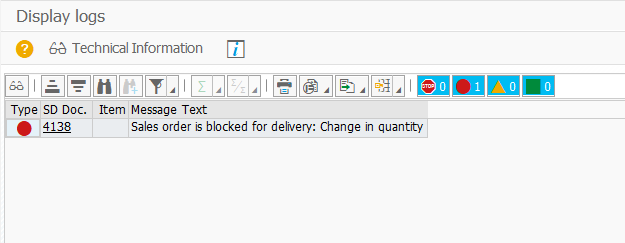 Display logs
? Technical Information i
Σ Σ/Σ STOP 0 1 0 0
Type SD Doc. Item Message Text
4138 Sales order is blocked for delivery: Change in quantity